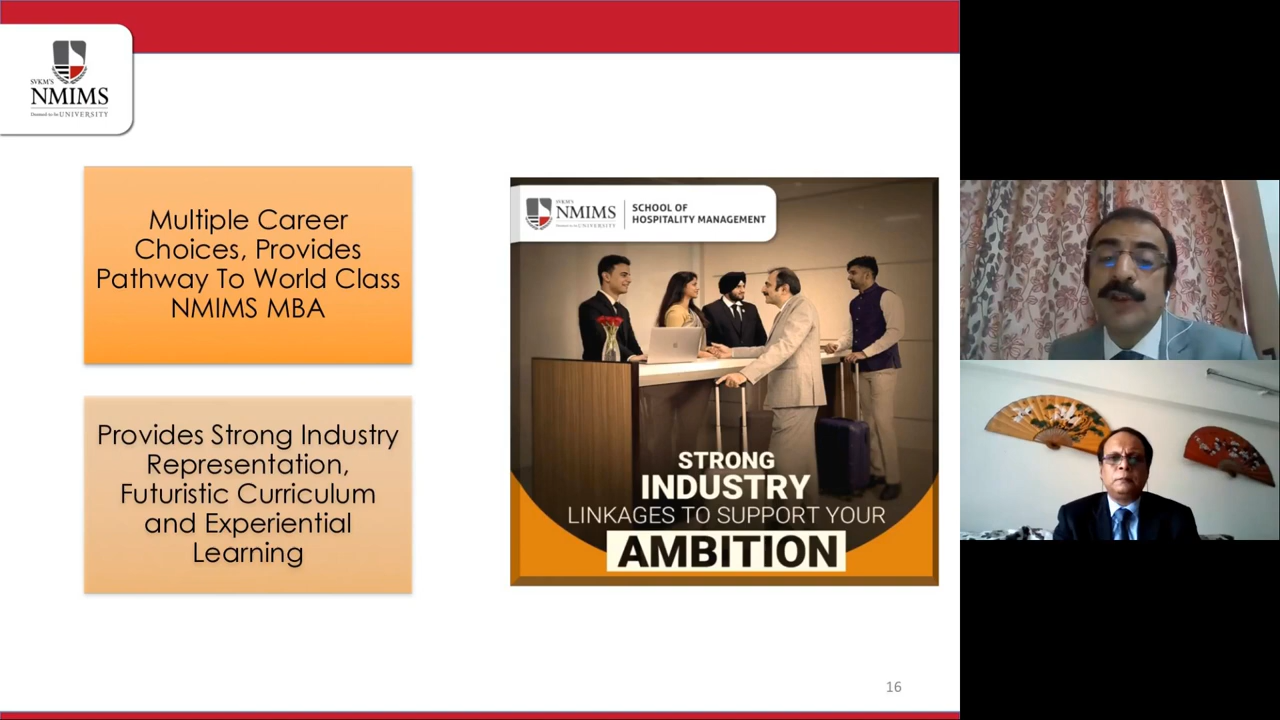 SVKM'S
NMIMS
Deemed to be UNIVERSITY
Multiple Career
Choices, Provides
Pathway To World Class
NMIMS MBA
Provides Strong Industry
Representation,
Futuristic Curriculum
and Experiential
Learning
SVKM'S
NMIMS
Deemed to be UNIVERSITY
SCHOOL OF
HOSPITALITY MANAGEMENT
STRONG
INDUSTRY
LINKAGES TO SUPPORT YOUR
AMBITION
16